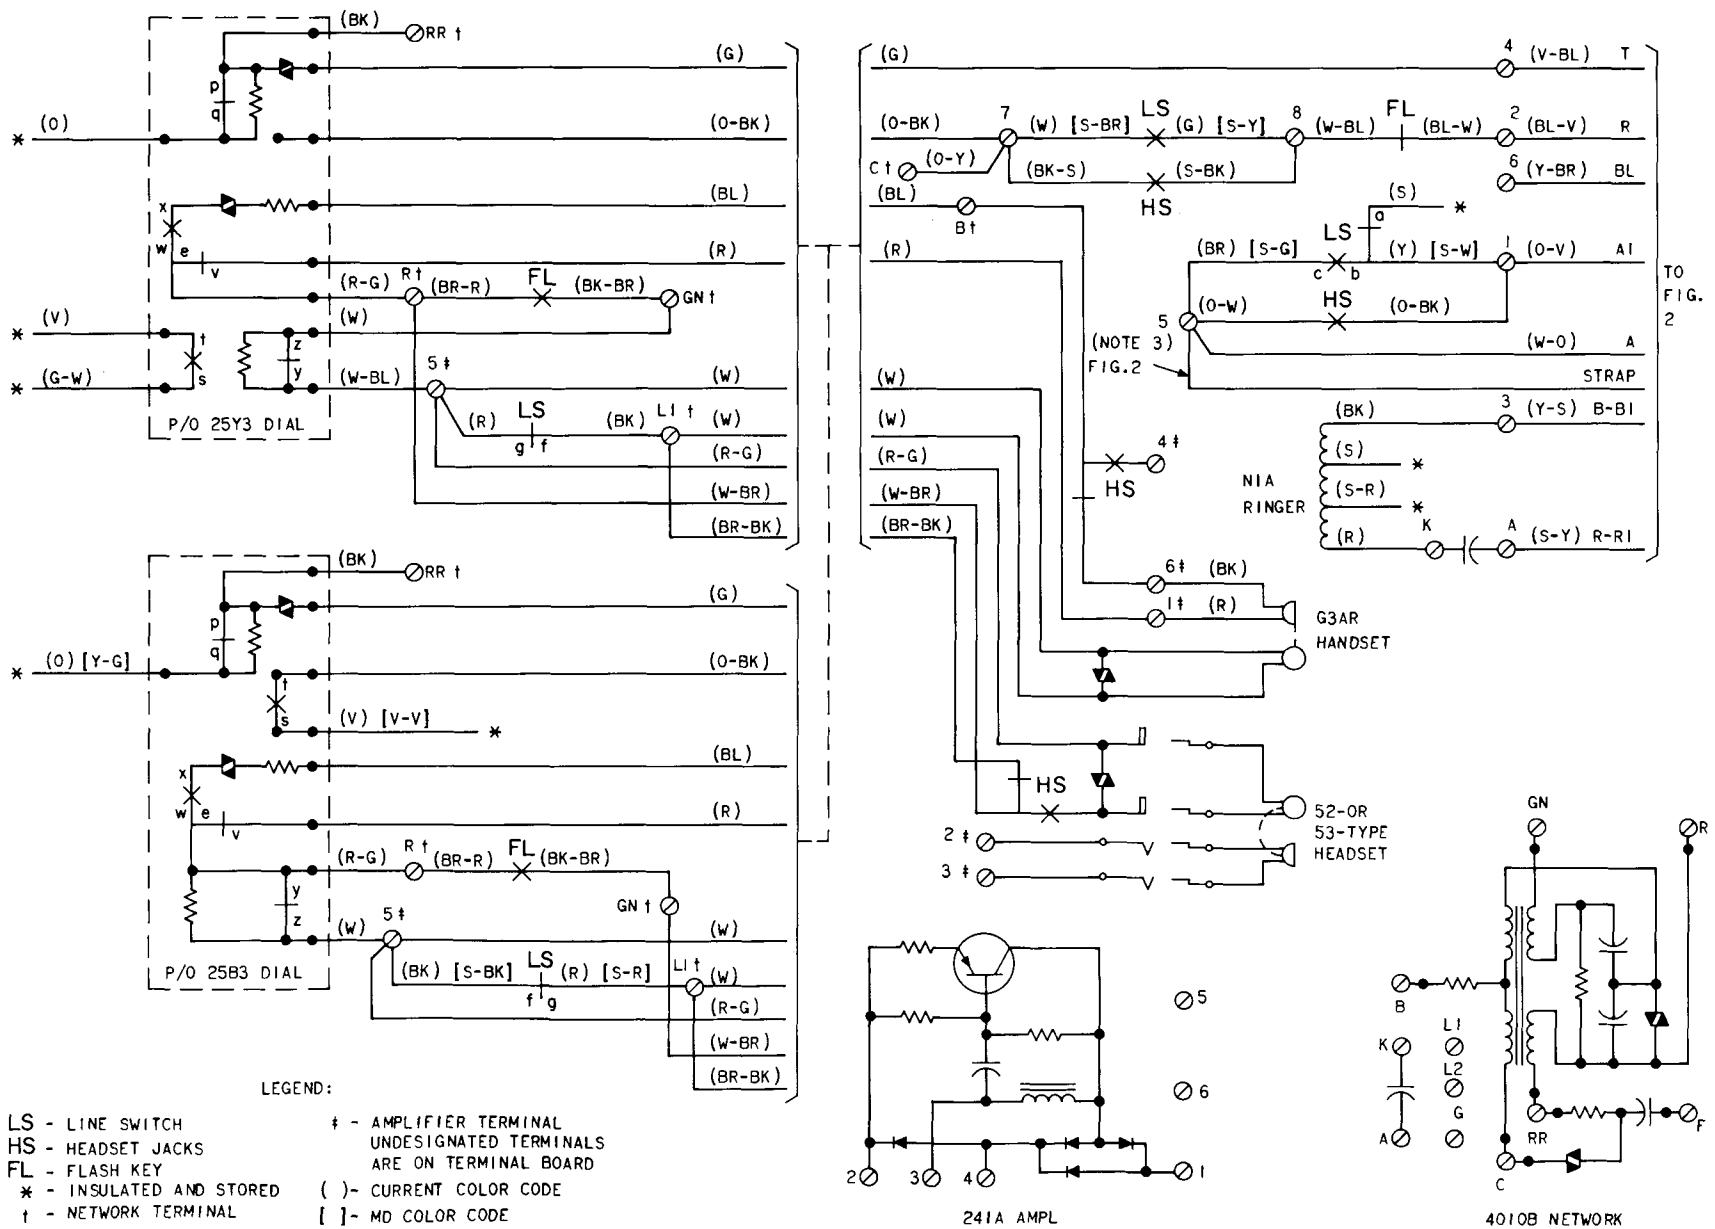 (BK) RR †
(G)
p
q
* (O)
(O-BK)
(BL)
x
w e
v
(R)
(R-G) R† (BR-R) FL (BK-BR) GN †
* (V)
(W)
t
s
z
y
* (G-W)
(W-BL) 5‡ (W)
P/O 25Y3 DIAL
(R) LS (BK) L1 † (W)
g f
(R-G)
(W-BR)
(BR-BK)
(BK) RR †
(G)
p
q
* (O) [Y-G]
(O-BK)
t
s
(V) [V-V] *
(BL)
x
w e
v
(R)
(R-G) R† (BR-R) FL (BK-BR)
y
z
GN †
(W) 5‡ (W)
P/O 25B3 DIAL
(BK) [S-BK] LS (R) [S-R] L1† (W)
f g
(R-G)
(W-BR)
(BR-BK)
(G) 4 (V-BL) T
(O-BK) 7 (W) [S-BR] LS (G) [S-Y] 8 (W-BL) FL (BL-W) 2 (BL-V) R
C† (O-Y) (BK-S) (S-BK)
HS
6 (Y-BR) BL
(BL) B†
(S) *
a
LS
(R)
(BR) [S-G] c b (Y) [S-W] 1 (O-V) A1
HS
5 (O-W) (O-BK)
(NOTE 3)
FIG.2
(W-O) A
STRAP
TO
FIG.
2
(W)
(W)
(R-G)
(W-BR)
(BR-BK)
4‡
HS
(BK) 3 (Y-S) B-B1
(S) *
(S-R) *
N1A
RINGER
(R) K A (S-Y) R-R1
6‡ (BK)
1‡ (R)
G3AR
HANDSET
HS
2 ‡
3 ‡
52-OR
53-TYPE
HEADSET
5
6
2 3 4 1
241A AMPL
GN R
B
K L1
L2
A G
RR F
C
4010B NETWORK
LEGEND:
LS - LINE SWITCH
HS - HEADSET JACKS
FL - FLASH KEY
* - INSULATED AND STORED
† - NETWORK TERMINAL
‡ - AMPLIFIER TERMINAL
UNDESIGNATED TERMINALS
ARE ON TERMINAL BOARD
( )- CURRENT COLOR CODE
[ ]- MD COLOR CODE